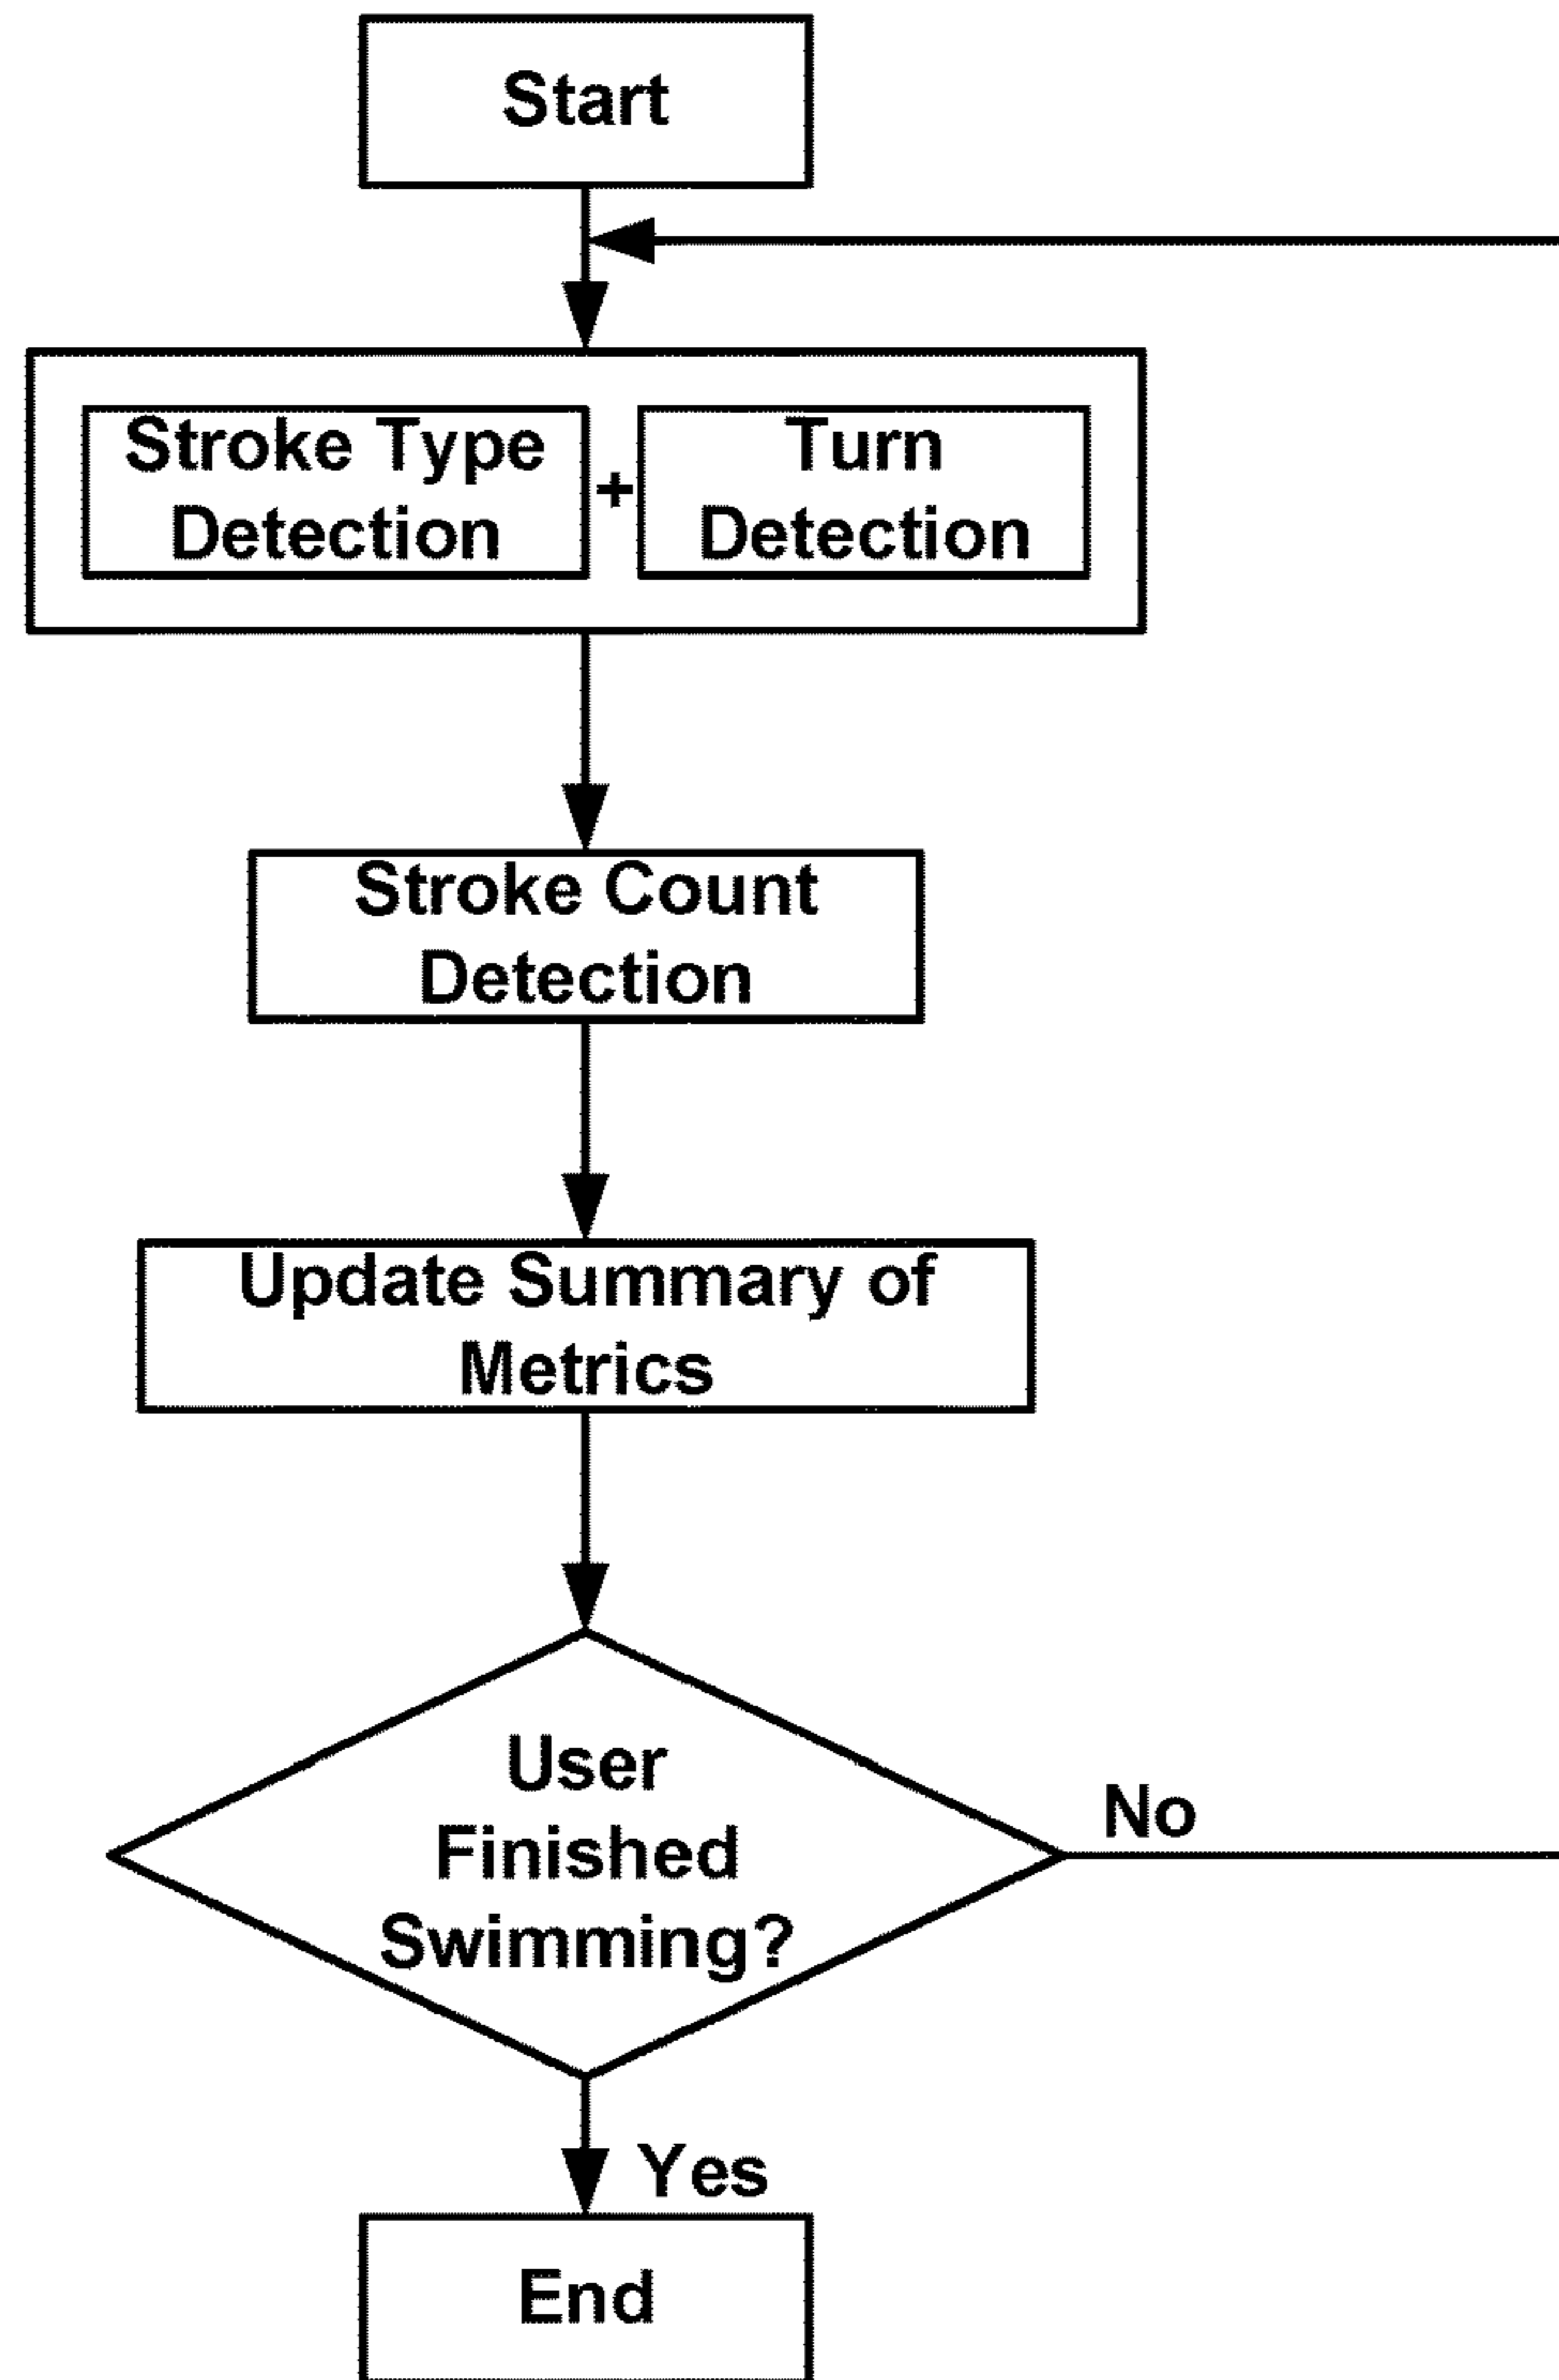 Start
Stroke Type
Detection
+
Turn
Detection
Stroke Count
Detection
Update Summary of
Metrics
User
Finished
Swimming?
No
Yes
End